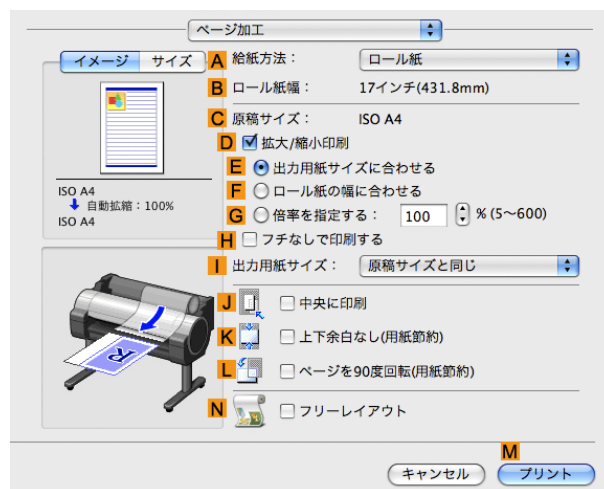 ページ加工
イメージ サイズ
A 給紙方法： ロール紙
B ロール紙幅： 17インチ(431.8mm)
C 原稿サイズ： ISO A4
D 拡大/縮小印刷
E 出力用紙サイズに合わせる
F ロール紙の幅に合わせる
G 倍率を指定する： 100 % (5〜600)
H フチなしで印刷する
I 出力用紙サイズ： 原稿サイズと同じ
ISO A4
自動拡縮：100%
ISO A4
J 中央に印刷
K 上下余白なし(用紙節約)
L ページを90度回転(用紙節約)
N フリーレイアウト
R
M
キャンセル プリント